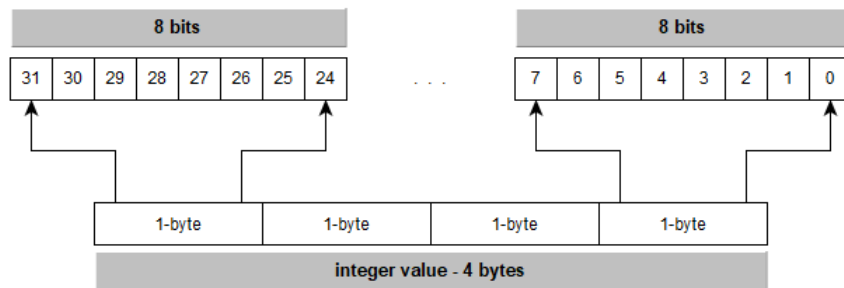 8 bits 8 bits
31 30 29 28 27 26 25 24 . . . 7 6 5 4 3 2 1 0
1-byte 1-byte 1-byte 1-byte
integer value - 4 bytes